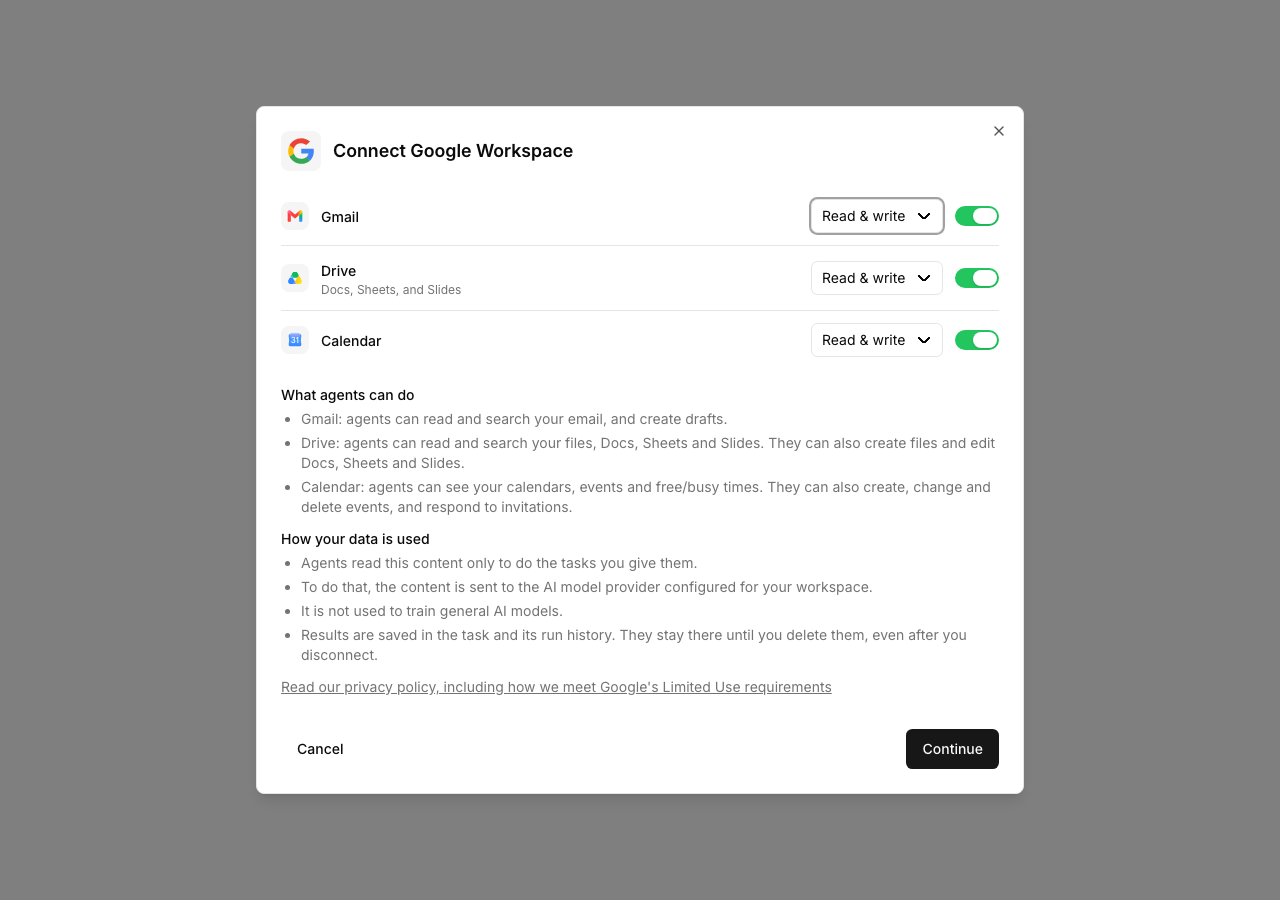 Connect Google Workspace
Gmail
Read & write
Drive
Docs, Sheets, and Slides
Read & write
31
Calendar
Read & write
What agents can do
Gmail: agents can read and search your email, and create drafts.
Drive: agents can read and search your files, Docs, Sheets and Slides. They can also create files and edit
Docs, Sheets and Slides.
Calendar: agents can see your calendars, events and free/busy times. They can also create, change and
delete events, and respond to invitations.
How your data is used
Agents read this content only to do the tasks you give them.
To do that, the content is sent to the AI model provider configured for your workspace.
It is not used to train general AI models.
Results are saved in the task and its run history. They stay there until you delete them, even after you
disconnect.
Read our privacy policy, including how we meet Google's Limited Use requirements
Cancel
Continue